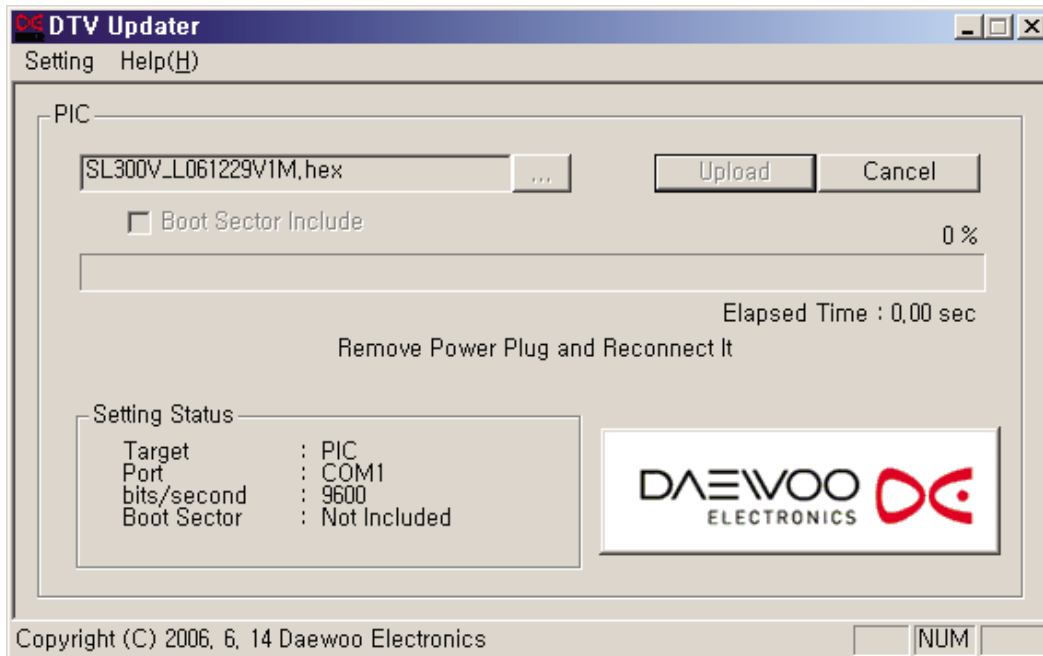 DTV Updater
Setting Help(H)
PIC
SL300V_L061229V1M.hex ... Upload Cancel
Boot Sector Include
0 %
Elapsed Time : 0.00 sec
Remove Power Plug and Reconnect It
Setting Status
Target : PIC
Port : COM1
bits/second : 9600
Boot Sector : Not Included
DAEWOO
ELECTRONICS
Copyright (C) 2006. 6. 14 Daewoo Electronics NUM